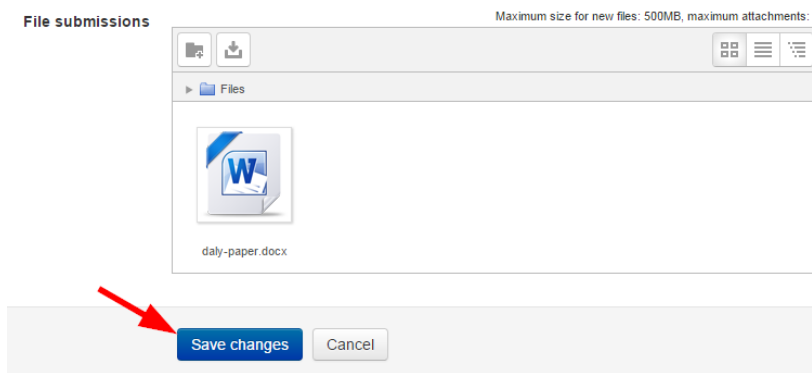 File submissions
Maximum size for new files: 500MB, maximum attachments:
Files
W
daly-paper.docx
Save changes
Cancel